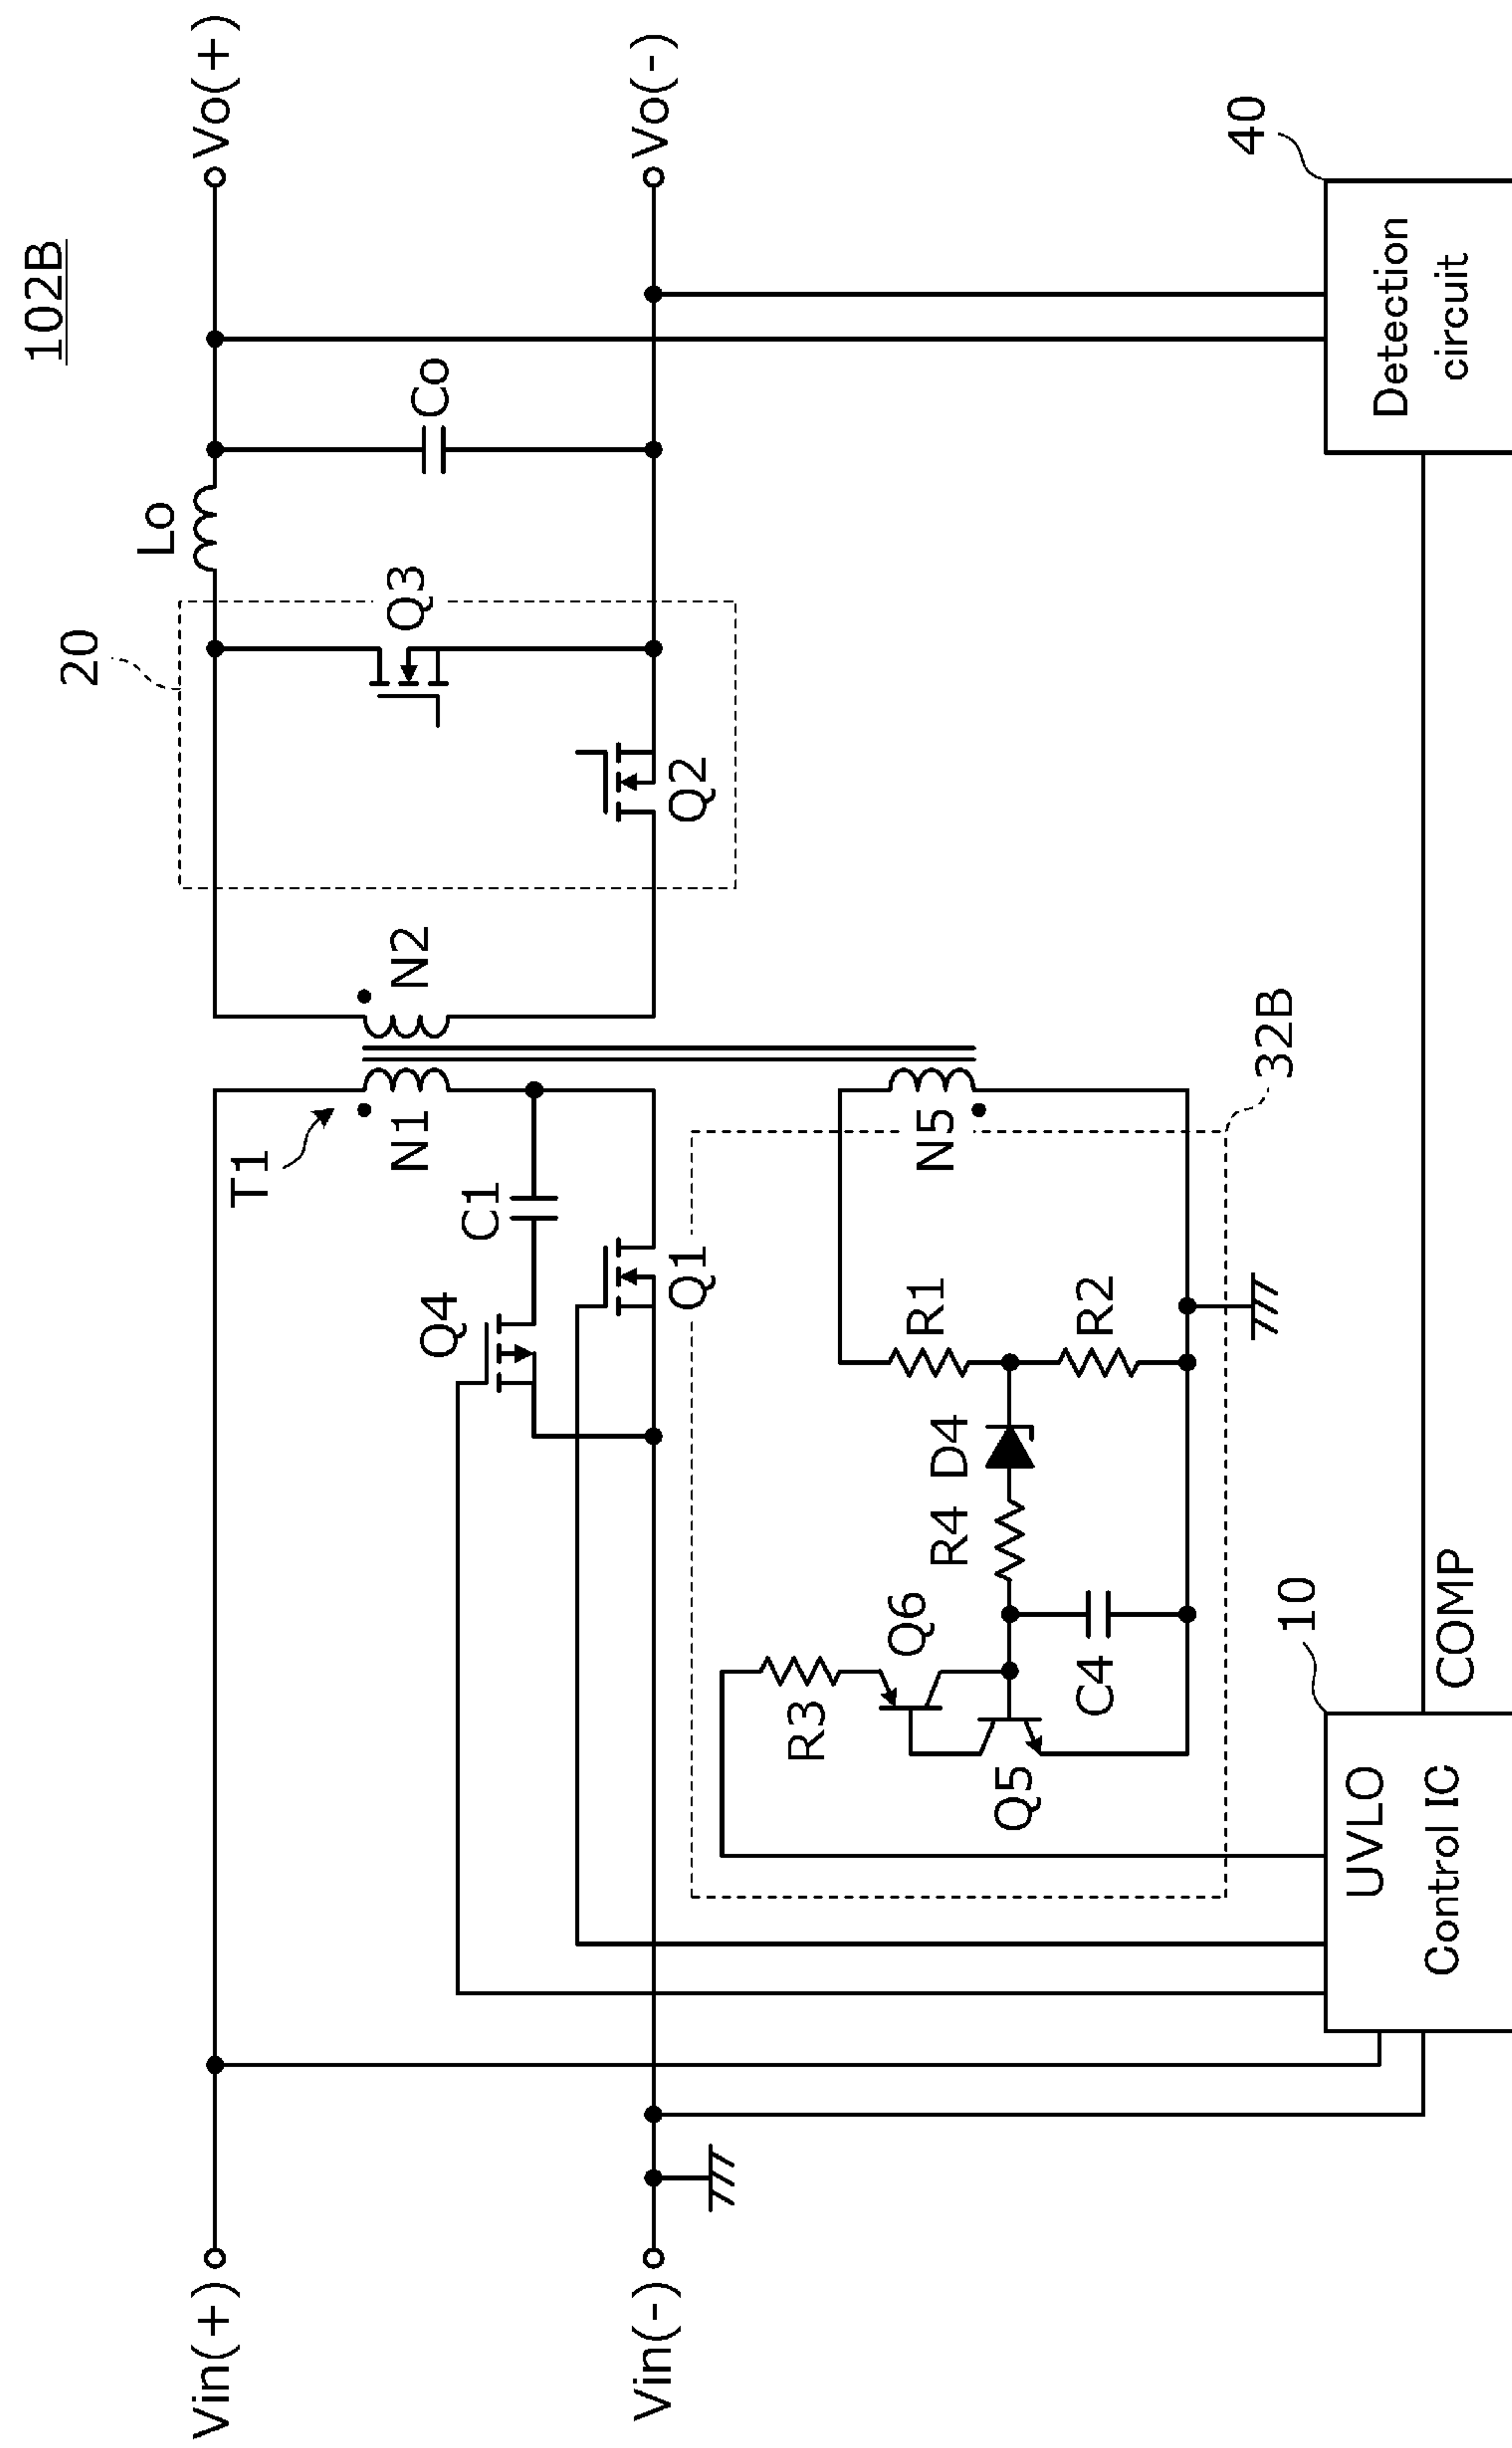 102B
20
Lo
Vo(+)
Q3
Co
T1
N1
N2
C1
Q4
Q1
Q2
Vin(+)
Vin(-)
Vo(-)
N5
R1
D4
R4
Q6
R3
R2
C4
Q5
32B
40
10
UVLO
Control IC
COMP
Detection
circuit